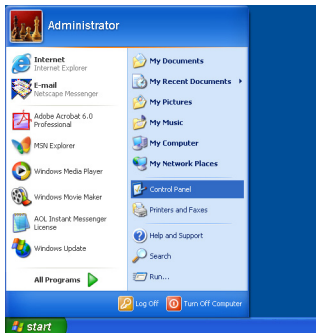 Administrator
Internet
Internet Explorer
E-mail
Netscape Messenger
Adobe Acrobat 6.0
Professional
MSN Explorer
Windows Media Player
Windows Movie Maker
AOL Instant Messenger
License
Windows Update
All Programs
My Documents
My Recent Documents
My Pictures
My Music
My Computer
My Network Places
Control Panel
Printers and Faxes
Help and Support
Search
Run...
Log Off
Turn Off Computer
start